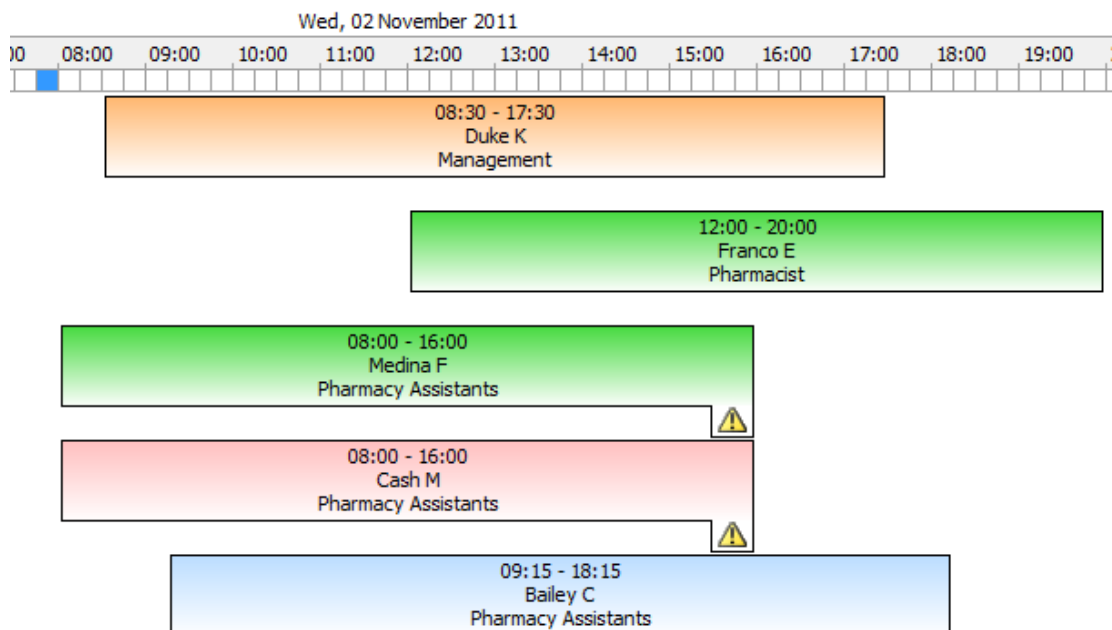 Wed, 02 November 2011
00 08:00 09:00 10:00 11:00 12:00 13:00 14:00 15:00 16:00 17:00 18:00 19:00
08:30 - 17:30
Duke K
Management
12:00 - 20:00
Franco E
Pharmacist
08:00 - 16:00
Medina F
Pharmacy Assistants
08:00 - 16:00
Cash M
Pharmacy Assistants
09:15 - 18:15
Bailey C
Pharmacy Assistants